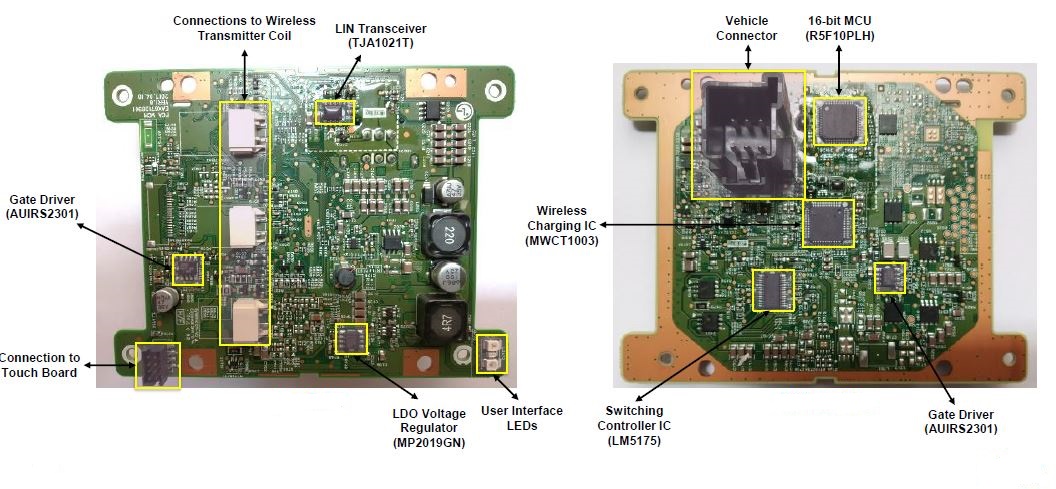 Connections to Wireless
Transmitter Coil
LIN Transceiver
(TJA1021T)
Gate Driver
(AUIRS2301)
Connection to
Touch Board
LDO Voltage
Regulator
(MP2019GN)
User Interface
LEDs
220
4R7
Vehicle
Connector
16-bit MCU
(R5F10PLH)
Wireless
Charging IC
(MWCT1003)
Switching
Controller IC
(LM5175)
Gate Driver
(AUIRS2301)